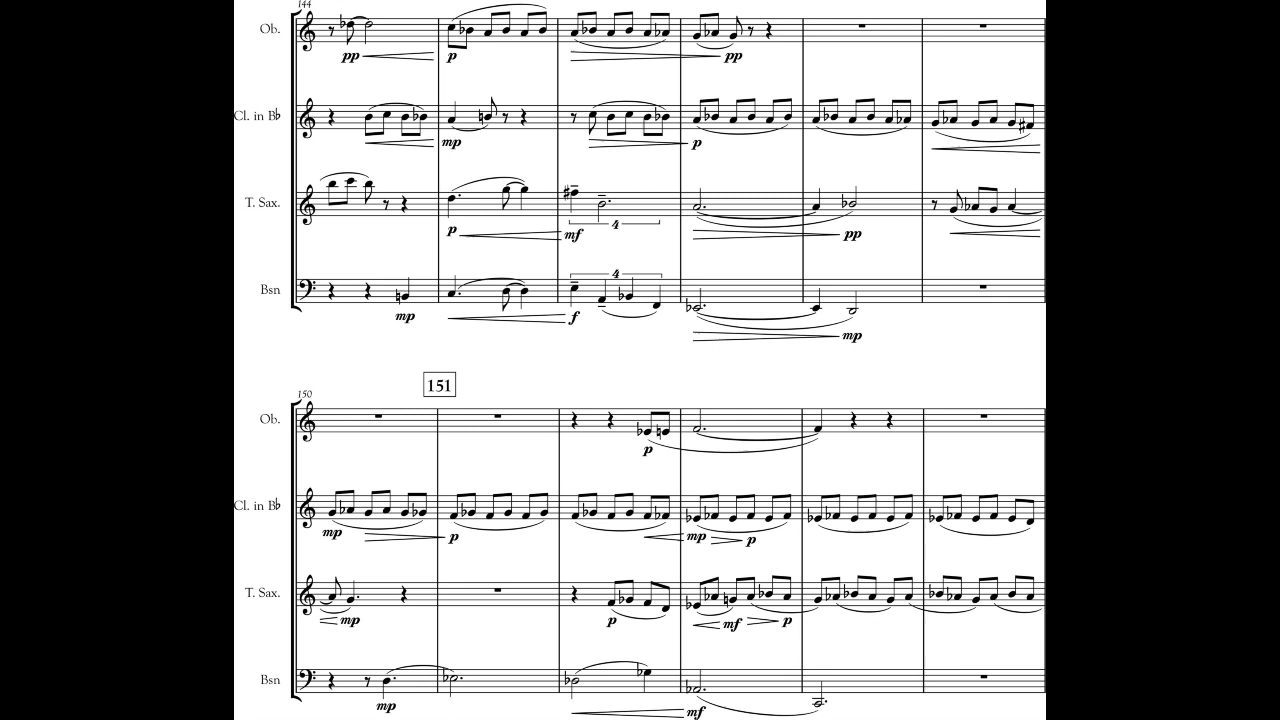 144
Ob.
pp p pp
Cl. in B♭
mp p
T. Sax.
p mf 4 pp
4
Bsn
mp f mp
151
150
Ob.
p
Cl. in B♭
mp p mp p
T. Sax.
mp p mf p
Bsn
mp mf